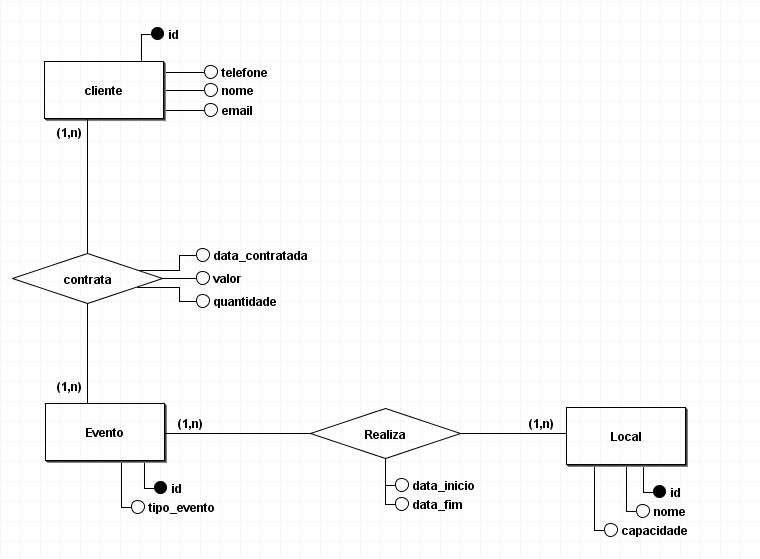 id
telefone
cliente
nome
email
(1,n)
data_contratada
contrata
valor
quantidade
(1,n)
Evento
(1,n)
Realiza
(1,n)
Local
id
tipo_evento
data_inicio
data_fim
id
nome
capacidade